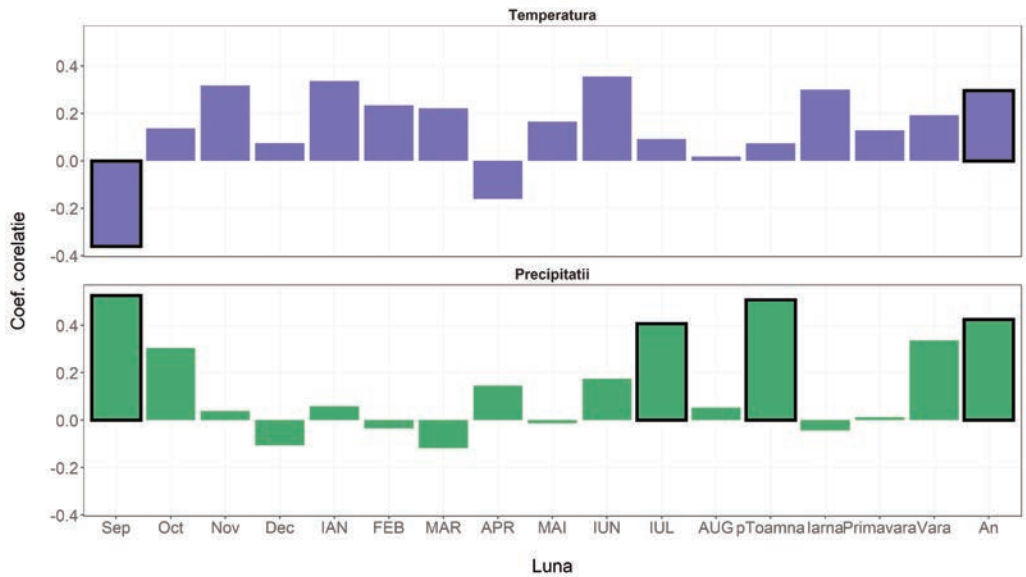 Temperatura
0.4
0.2
0.0
-0.2
-0.4
Precipitatii
0.4
0.2
0.0
-0.2
-0.4
Coef. corelatie
Sep Oct Nov Dec IAN FEB MAR APR MAI IUN IUL AUG pToamna Iarna Primavara Vara An
Luna